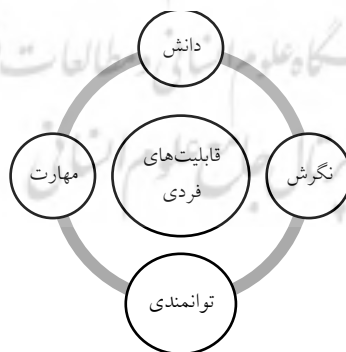 دانش
قابلیت‌های
فردی
نگرش
مهارت
توانمندی